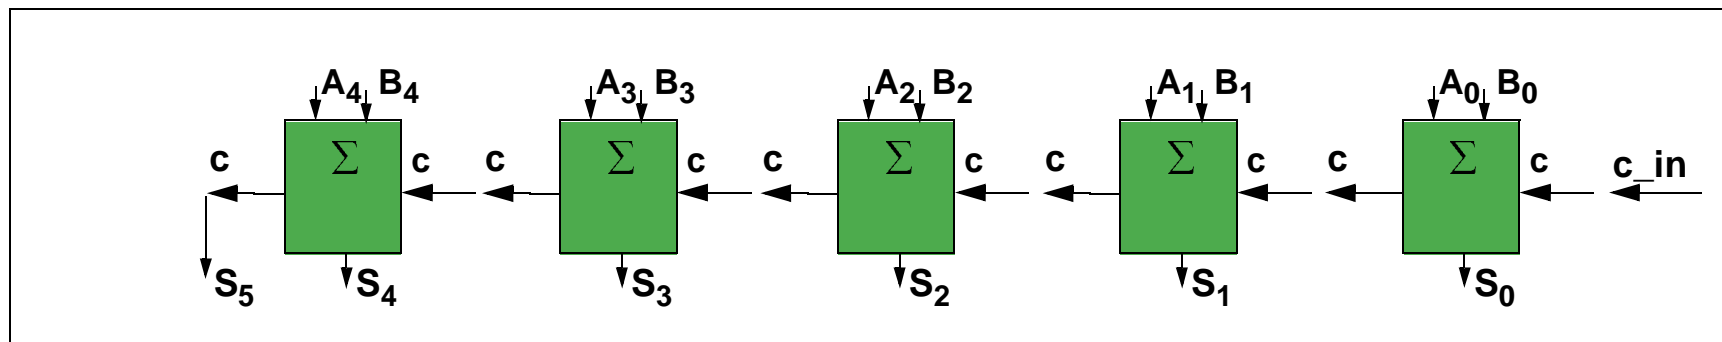 A4 B4 A3 B3 A2 B2 A1 B1 A0 B0
Σ Σ Σ Σ Σ
c c c c c c c c c c c_in
S5 S4 S3 S2 S1 S0